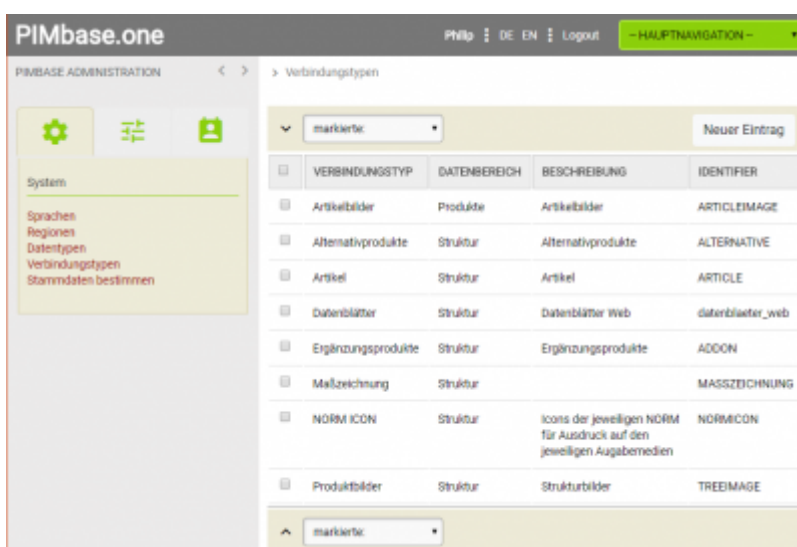 PIMbase.one
Philip DE EN Logout – HAUPTNAVIGATION –
PIMBASE ADMINISTRATION < >
> Verbindungstypen
markierte: Neuer Eintrag
VERBINDUNGSTYP DATENBEREICH BESCHREIBUNG IDENTIFIER
System
Sprachen
Regionen
Datentypen
Verbindungstypen
Stammdaten bestimmen
Artikelbilder Produkte Artikelbilder ARTICLEIMAGE
Alternativprodukte Struktur Alternativprodukte ALTERNATIVE
Artikel Struktur Artikel ARTICLE
Datenblätter Struktur Datenblätter Web datenblaeter_web
Ergänzungsprodukte Struktur Ergänzungsprodukte ADDON
Maßzeichnung Struktur MASSZEICHNUNG
NORM ICON Struktur Icons der jeweiligen NORM NORMICON
für Ausdruck auf den
jeweiligen Augabemedien
Produktbilder Struktur Strukturbilder TREEIMAGE
markierte: